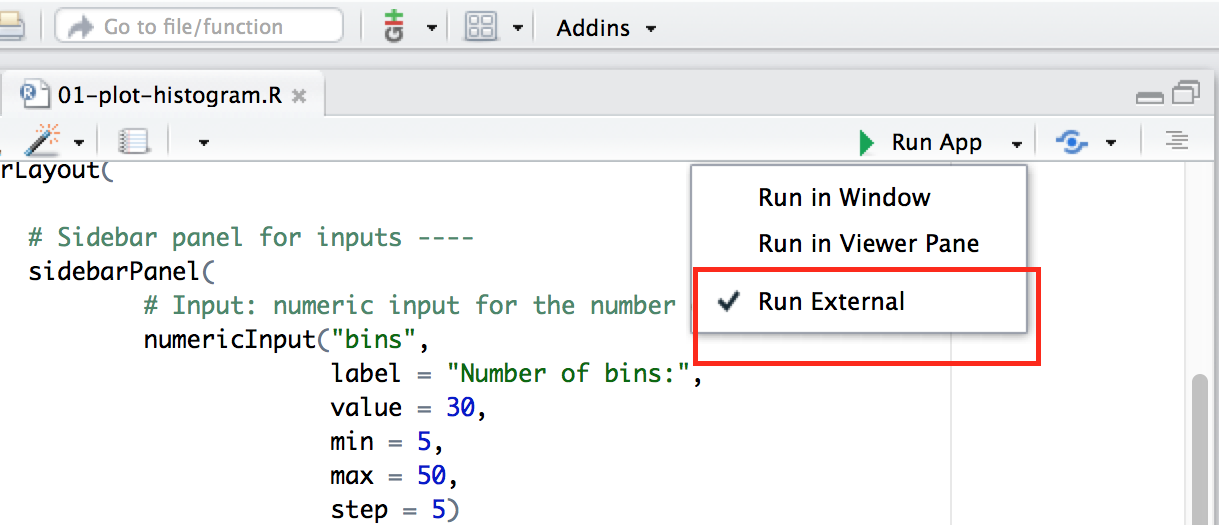 Go to file/function
Addins
01-plot-histogram.R
Run App
rLayout(
Run in Window
Run in Viewer Pane
Run External
# Sidebar panel for inputs ----
sidebarPanel(
# Input: numeric input for the number
numericInput("bins",
label = "Number of bins:",
value = 30,
min = 5,
max = 50,
step = 5)